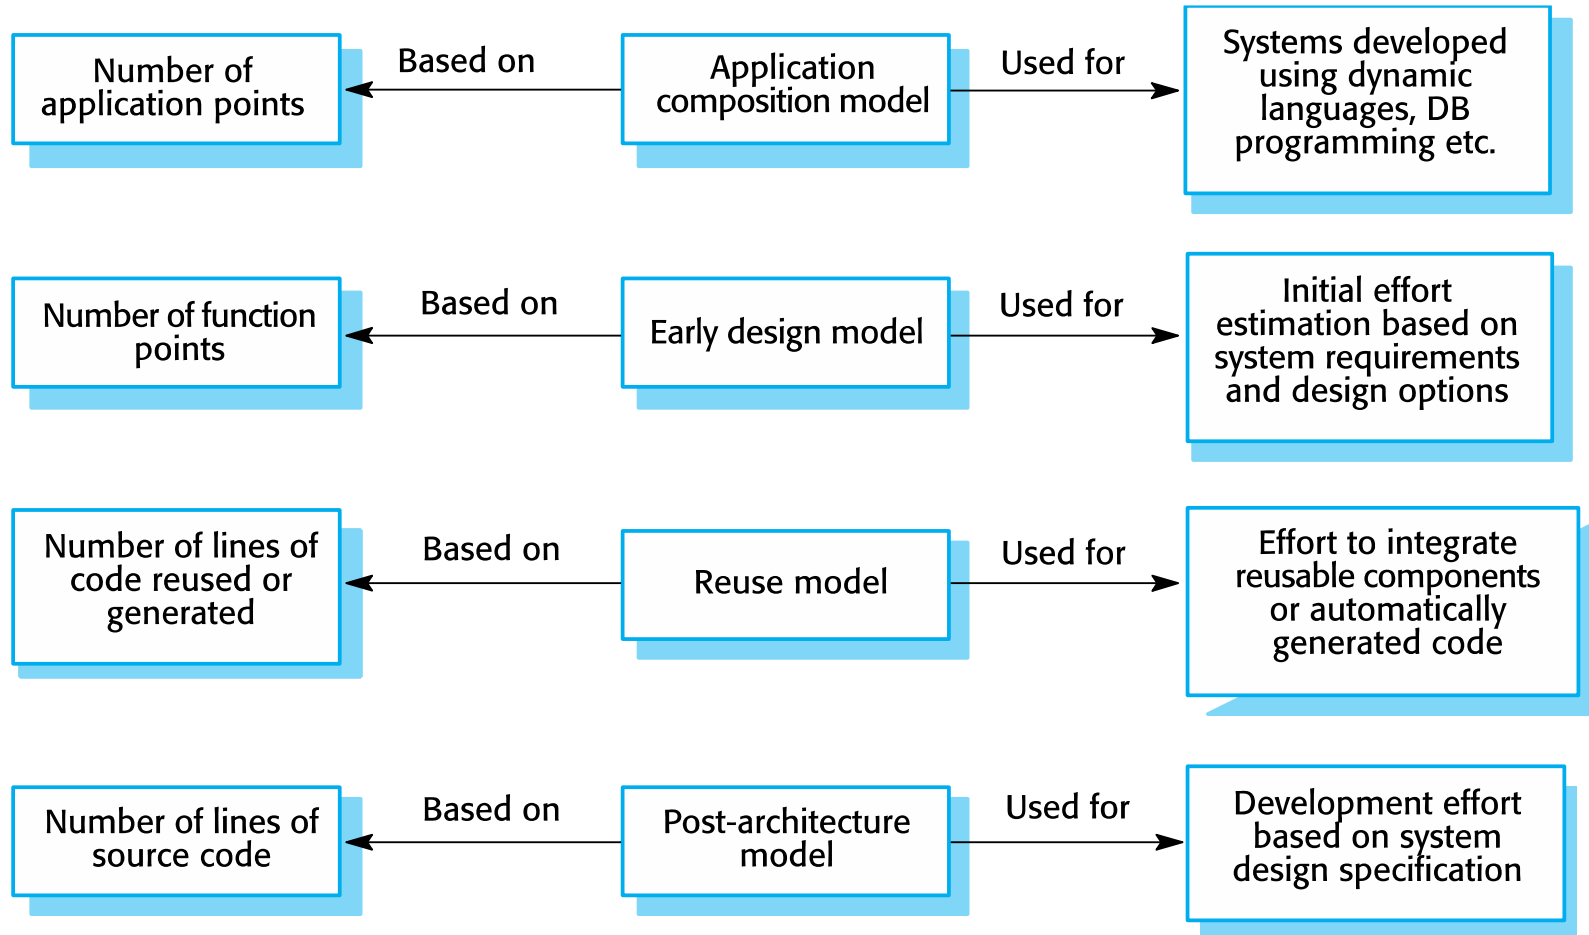 Number of
application points
Based on
Application
composition model
Used for
Systems developed
using dynamic
languages, DB
programming etc.
Number of function
points
Based on
Early design model
Used for
Initial effort
estimation based on
system requirements
and design options
Number of lines of
code reused or
generated
Based on
Reuse model
Used for
Effort to integrate
reusable components
or automatically
generated code
Number of lines of
source code
Based on
Post-architecture
model
Used for
Development effort
based on system
design specification